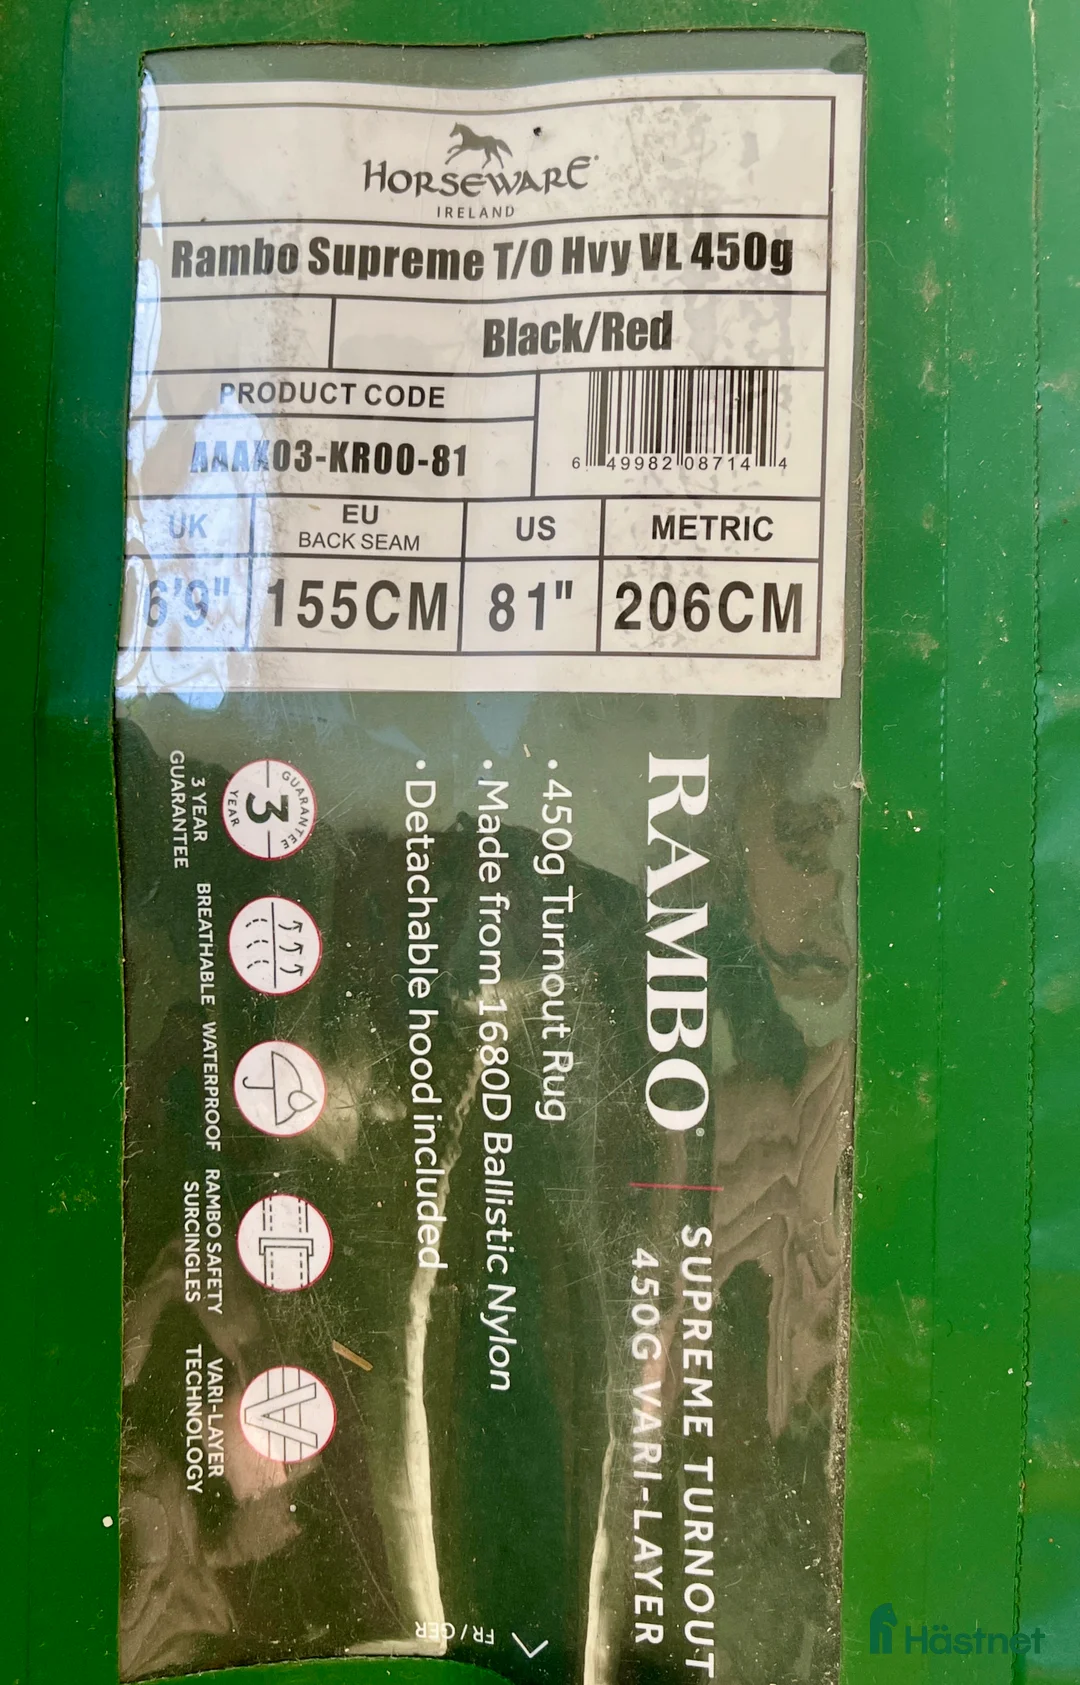 HORSEWARE
IRELAND
Rambo Supreme T/O Hvy VL 450g
Black/Red
PRODUCT CODE
AAAK03-KR00-81
6 49982 08714 4
UK
EU
BACK SEAM
US
METRIC
6'9"
155CM
81"
206CM
RAMBO®
SUPREME TURNOUT
450G VARI-LAYER
• 450g Turnout Rug
• Made from 1680D Ballistic Nylon
• Detachable hood included
GUARANTEE
3
YEAR
3 YEAR
GUARANTEE
BREATHABLE
WATERPROOF
RAMBO SAFETY
SURCINGLES
VARI-LAYER
TECHNOLOGY
FR / GER
Hästnet